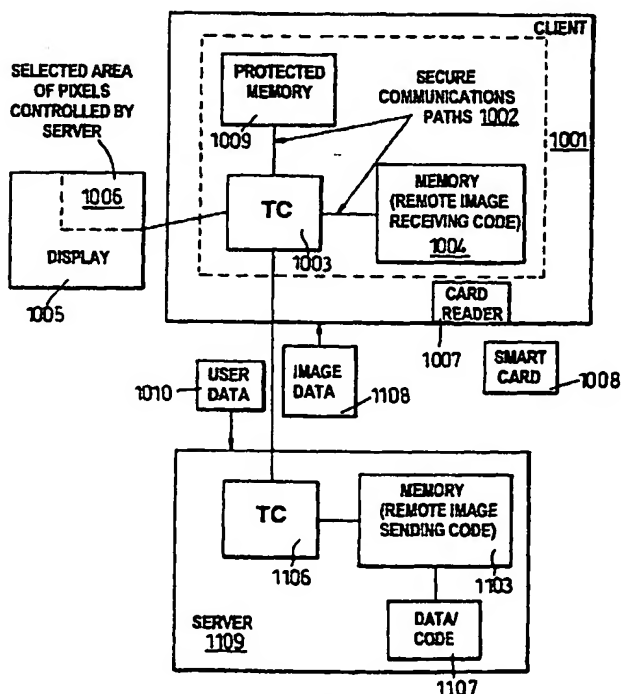 CLIENT
SELECTED AREA
OF PIXELS
CONTROLLED BY
SERVER
PROTECTED
MEMORY
1009
SECURE
COMMUNICATIONS
PATHS 1002
1001
1006
DISPLAY
1005
TC
1003
MEMORY
(REMOTE IMAGE
RECEIVING CODE)
1004
CARD
READER
1007
SMART
CARD
1008
USER
DATA
1010
IMAGE
DATA
1108
TC
1106
MEMORY
(REMOTE IMAGE
SENDING CODE)
1103
SERVER
1109
DATA/
CODE
1107